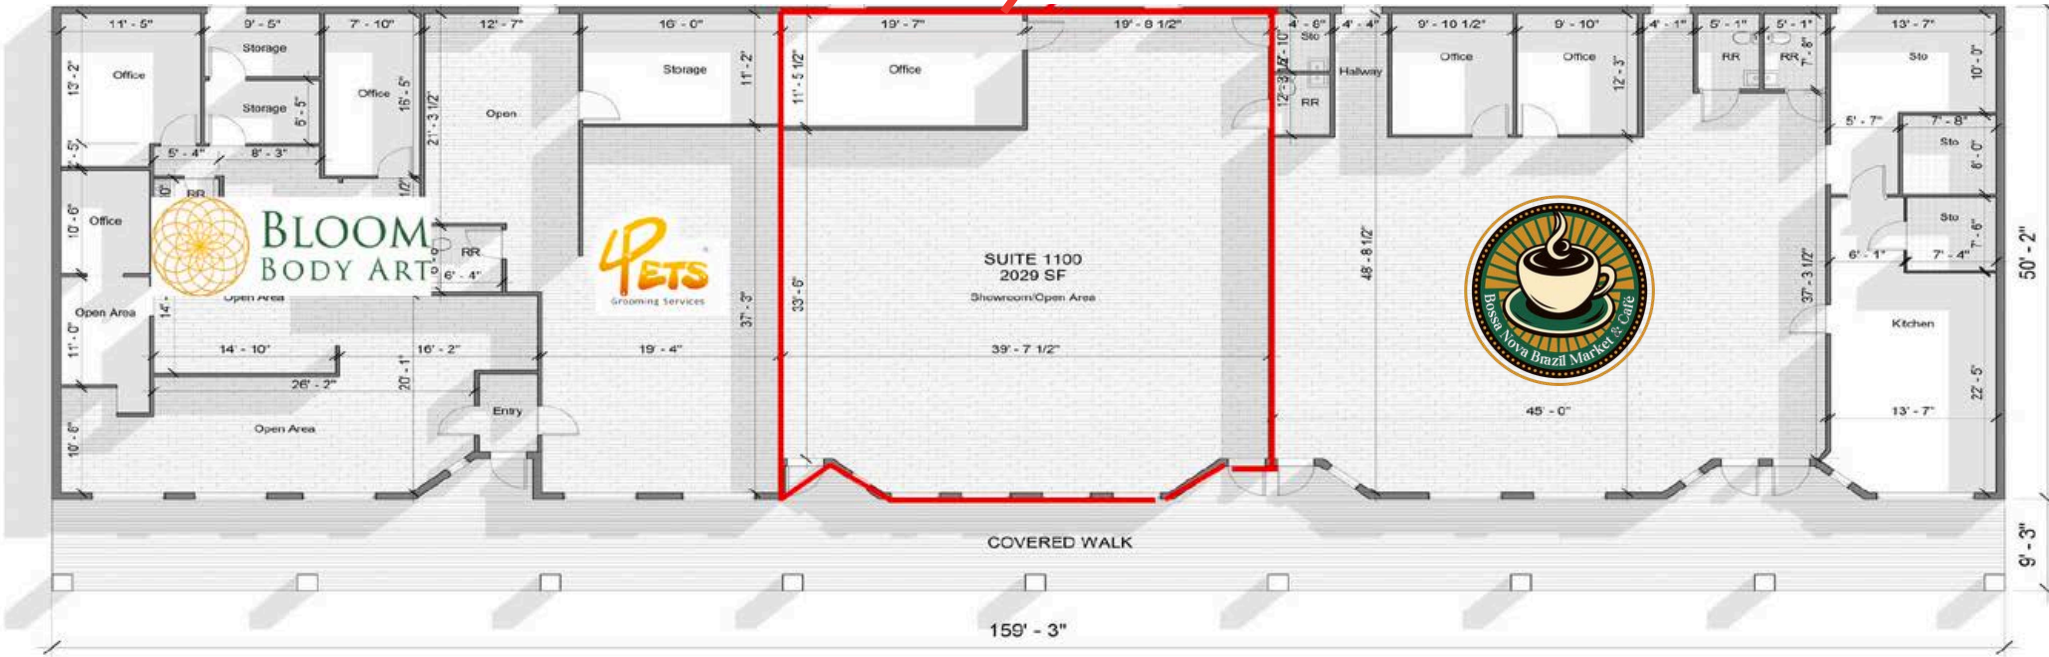 11' - 5"
9' - 5"
7' - 10"
12' - 7"
16' - 0"
19' - 7"
19' - 8 1/2"
4' - 6"
4' - 4"
9' - 10 1/2"
9' - 10"
4' - 1"
5' - 1"
5' - 1"
13' - 7"
Office
13' - 2"
Storage
Storage
6' - 5"
Office
16' - 5"
21' - 3 1/2"
Open
Storage
11' - 2"
11' - 5 1/2"
Office
Sto
RR
Hallway
Office
Office
12' - 3"
RR
RR
7' - 8"
Sto
10' - 0"
5' - 7"
7' - 8"
Sto
6' - 0"
5' - 4"
8' - 3"
RR
Office
10' - 6"
BLOOM
BODY ART
RR
6' - 4"
4PETS
Grooming Services
37' - 3"
33' - 6"
SUITE 1100
2029 SF
Showroom/Open Area
48' - 8 1/2"
Bossa Nova Brazil Market & Café
37' - 3 1/2"
Sto
7' - 6"
6' - 1"
7' - 4"
50' - 2"
Open Area
Open Area
11' - 0"
14' - 10"
16' - 2"
19' - 4"
39' - 7 1/2"
Kitchen
26' - 2"
20' - 1"
22' - 5"
Entry
45' - 0"
13' - 7"
Open Area
10' - 6"
COVERED WALK
9' - 3"
159' - 3"